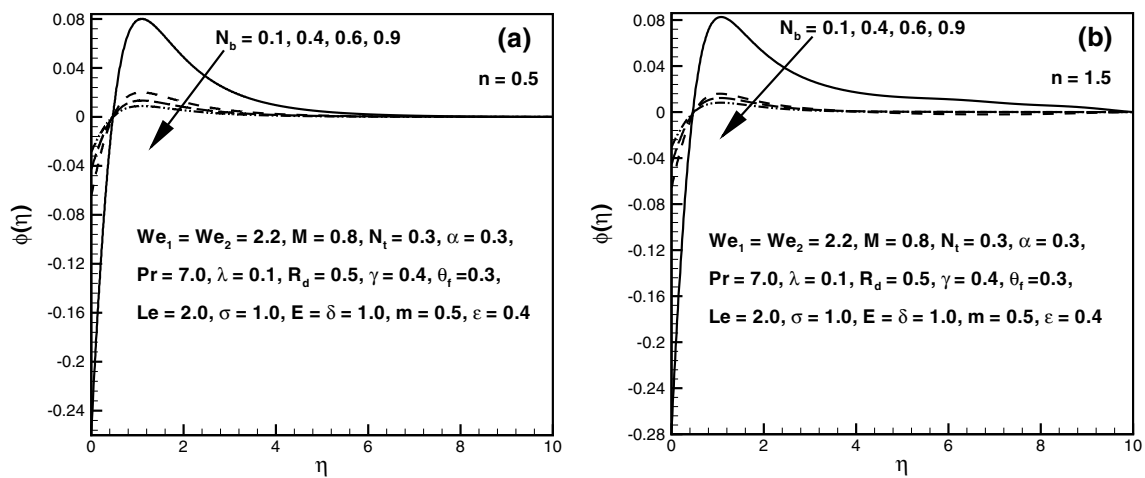 0.08
0.04
0
-0.04
-0.08
-0.12
-0.16
-0.2
-0.24
ϕ(η)
0 2 4 6 8 10
η
N_b = 0.1, 0.4, 0.6, 0.9
(a)
n = 0.5
We₁ = We₂ = 2.2, M = 0.8, N_t = 0.3, α = 0.3,
Pr = 7.0, λ = 0.1, R_d = 0.5, γ = 0.4, θ_f =0.3,
Le = 2.0, σ = 1.0, E = δ = 1.0, m = 0.5, ε = 0.4
0.08
0.04
0
-0.04
-0.08
-0.12
-0.16
-0.2
-0.24
-0.28
ϕ(η)
0 2 4 6 8 10
η
N_b = 0.1, 0.4, 0.6, 0.9
(b)
n = 1.5
We₁ = We₂ = 2.2, M = 0.8, N_t = 0.3, α = 0.3,
Pr = 7.0, λ = 0.1, R_d = 0.5, γ = 0.4, θ_f =0.3,
Le = 2.0, σ = 1.0, E = δ = 1.0, m = 0.5, ε = 0.4